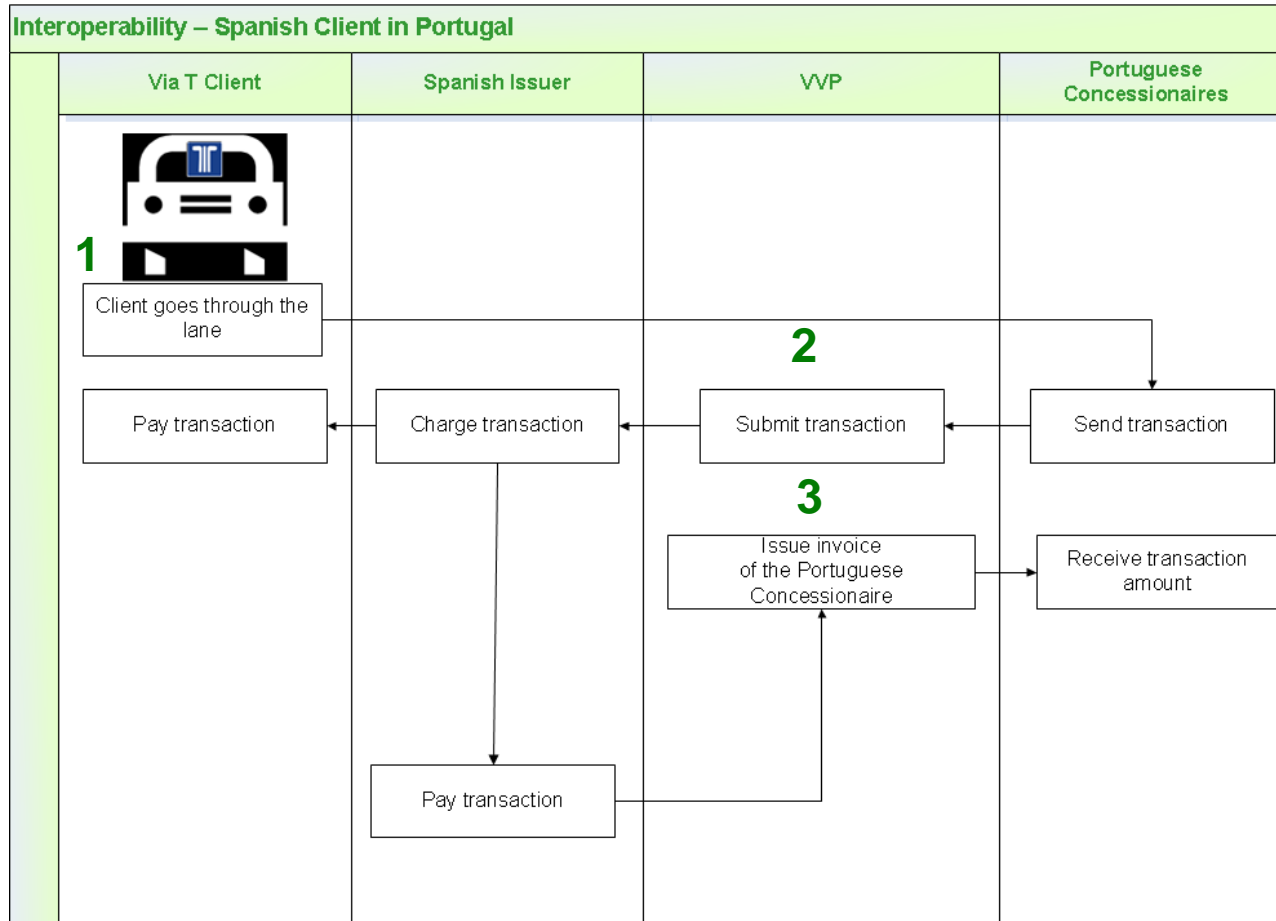 Interoperability – Spanish Client in Portugal
Via T Client
Spanish Issuer
VVP
Portuguese
Concessionaires
1
Client goes through the
lane
2
Pay transaction
Charge transaction
Submit transaction
Send transaction
3
Issue invoice
of the Portuguese
Concessionaire
Receive transaction
amount
Pay transaction